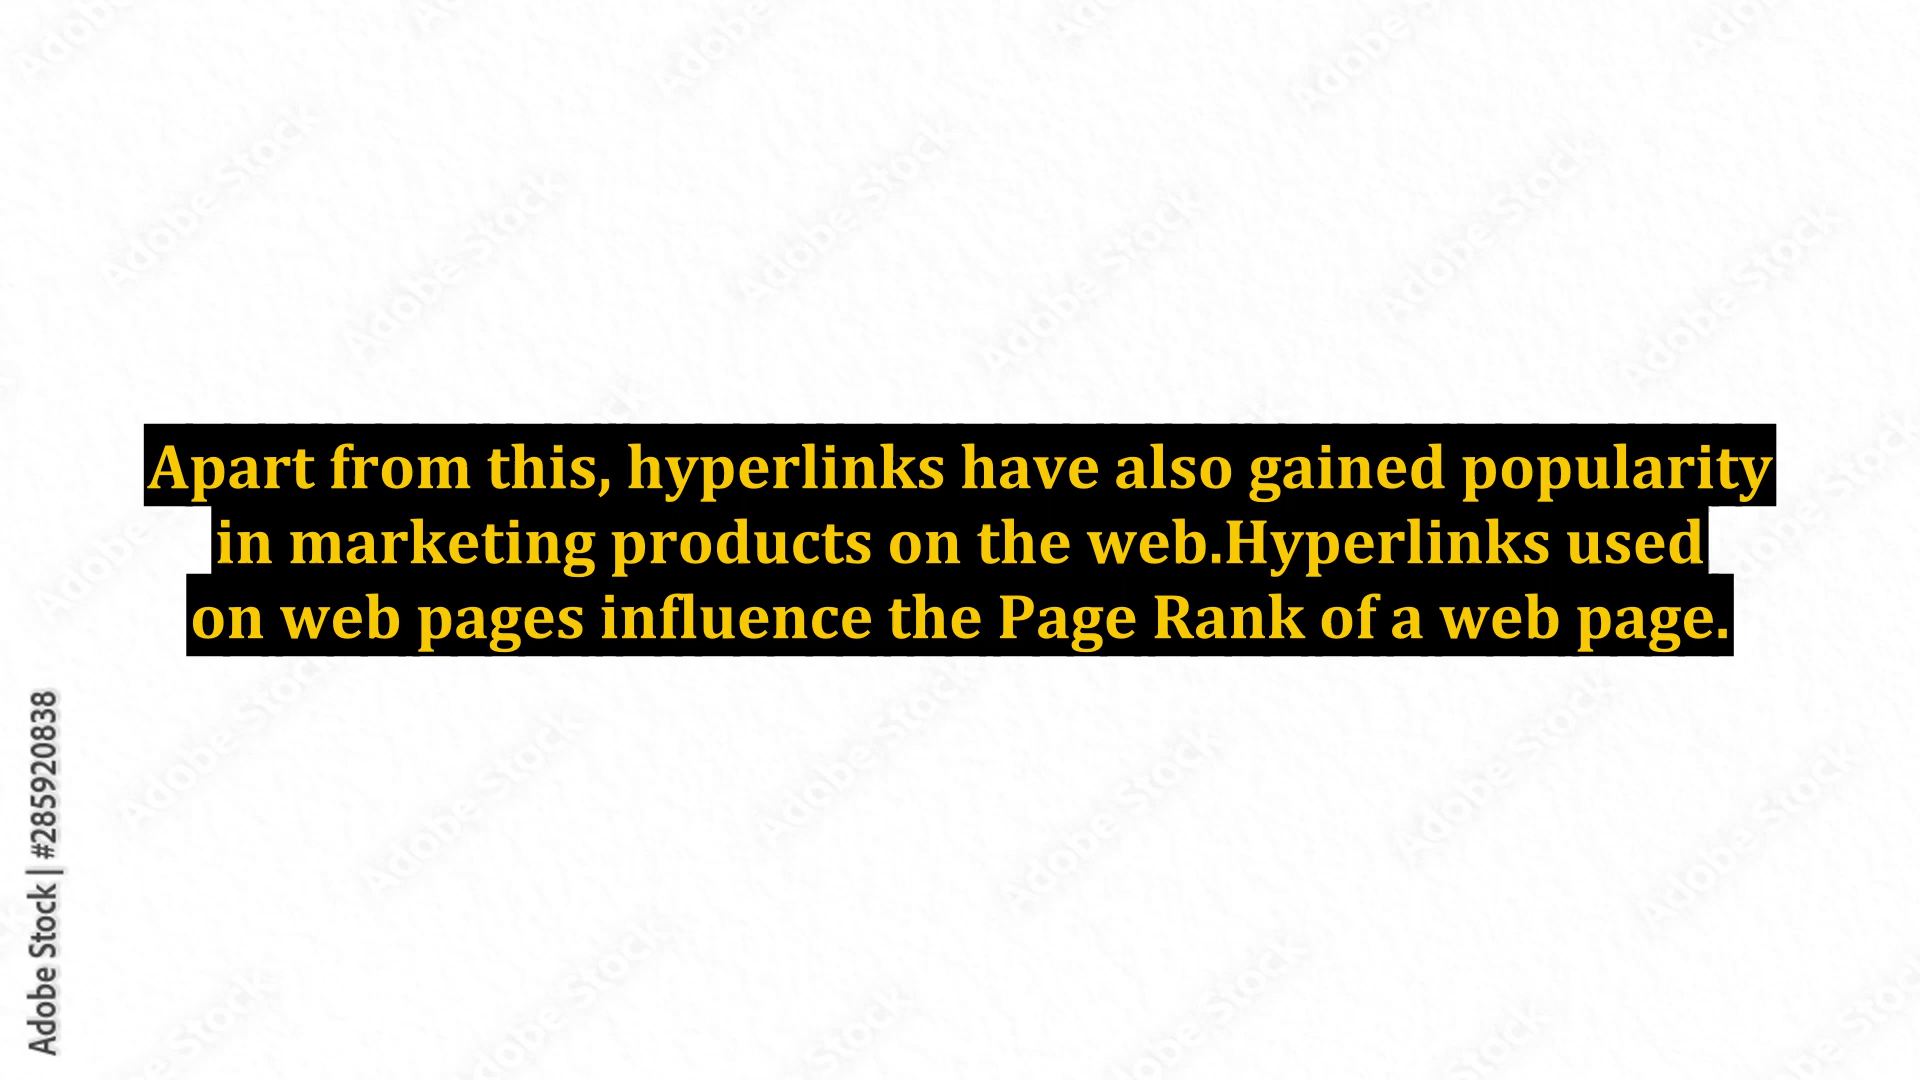 Apart from this, hyperlinks have also gained popularity
in marketing products on the web.Hyperlinks used
on web pages influence the Page Rank of a web page.
Adobe Stock | #285920838